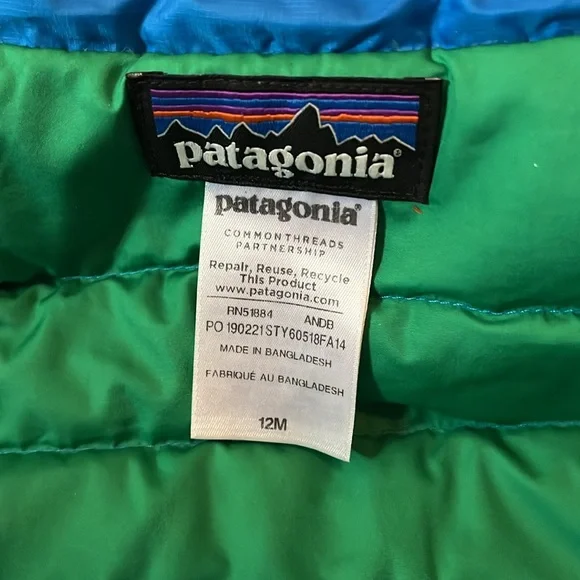 patagonia®
patagonia®
COMMONTHREADS
PARTNERSHIP
Repair, Reuse, Recycle
This Product
www.patagonia.com
RN51884 ANDB
PO 190221STY60518FA14
MADE IN BANGLADESH
FABRIQUÉ AU BANGLADESH
12M